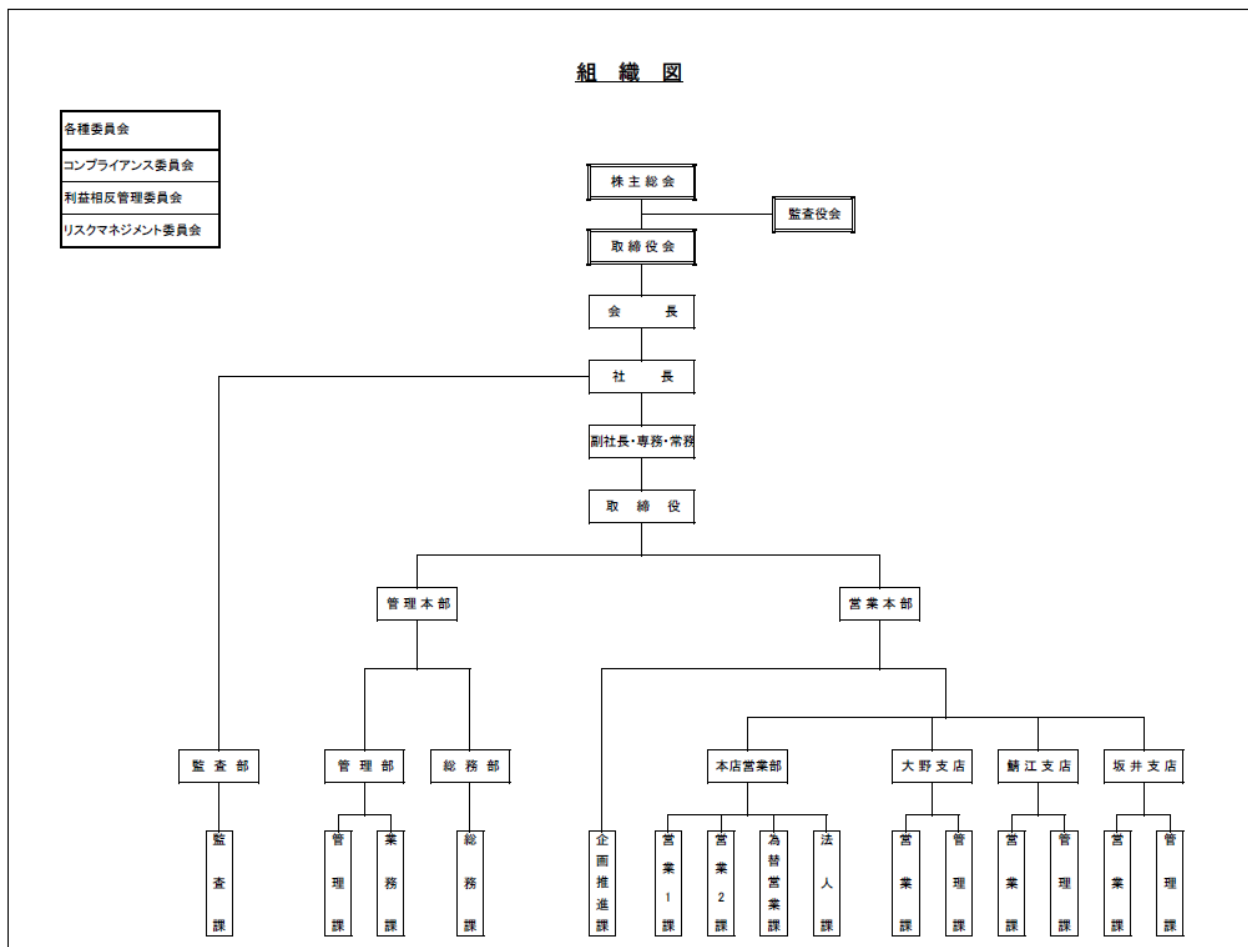 組織図
各種委員会
コンプライアンス委員会
利益相反管理委員会
リスクマネジメント委員会
株主総会
監査役会
取締役会
会長
社長
副社長・専務・常務
取締役
管理本部
営業本部
監査部
管理部
総務部
本店営業部
大野支店
鯖江支店
坂井支店
監査課
管理課
業務課
総務課
企画推進課
営業1課
営業2課
為替営業課
法人課
営業課
管理課
営業課
管理課
営業課
管理課